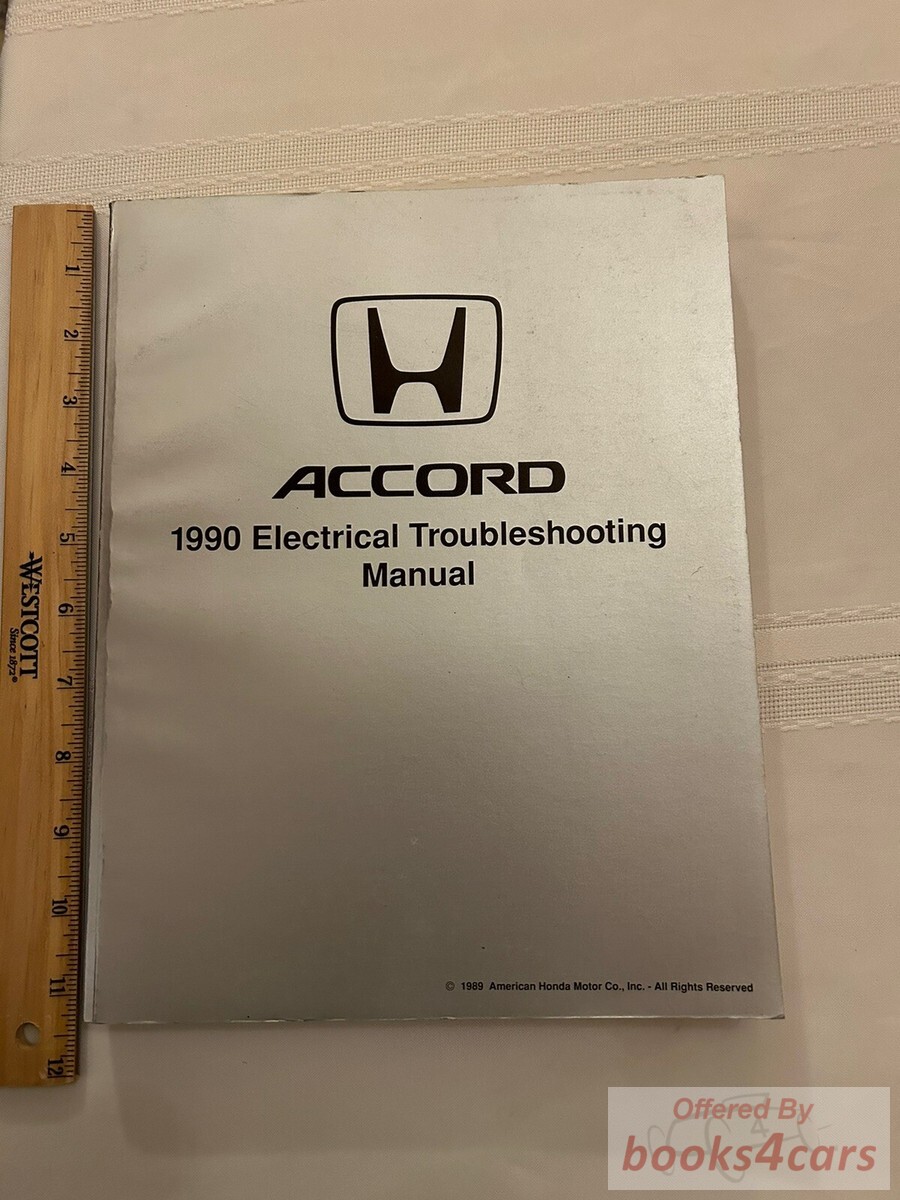 ACCORD
1990 Electrical Troubleshooting
Manual
© 1989 American Honda Motor Co., Inc. - All Rights Reserved
1
2
3
4
5
6
7
8
9
10
11
12
WESTCOTT
Since 1872®
Offered By
books4cars